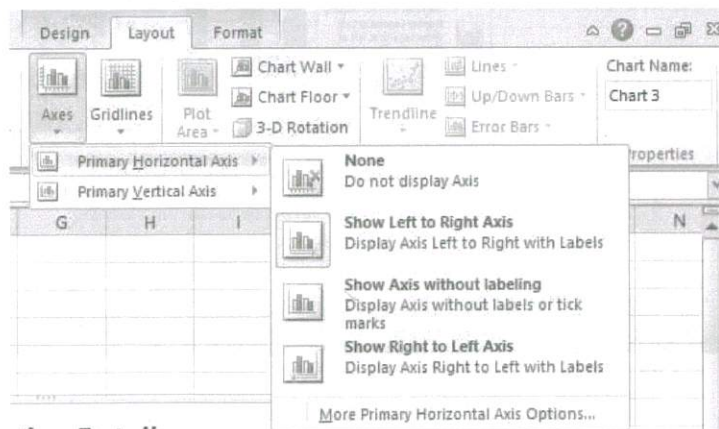 Design Layout Format
Chart Wall
Lines
Chart Name:
Chart Floor
Up/Down Bars
Chart 3
Axes Gridlines Plot Area
3-D Rotation
Trendline
Error Bars
Properties
Primary Horizontal Axis
Primary Vertical Axis
None
Do not display Axis
Show Left to Right Axis
Display Axis Left to Right with Labels
Show Axis without labeling
Display Axis without labels or tick
marks
Show Right to Left Axis
Display Axis Right to Left with Labels
More Primary Horizontal Axis Options...
G H I N